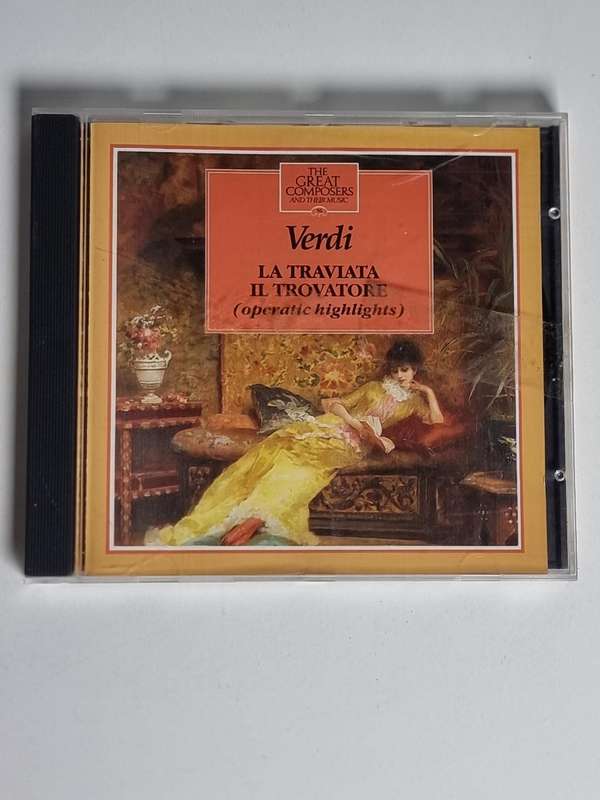 THE
GREAT
COMPOSERS
AND THEIR MUSIC
Verdi
LA TRAVIATA
IL TROVATORE
(operatic highlights)